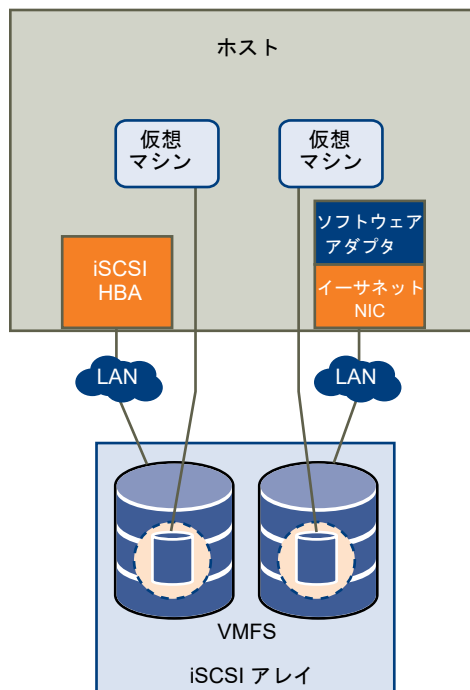 ホスト
仮想
マシン
仮想
マシン
ソフトウェア
アダプタ
iSCSI
HBA
イーサネット
NIC
LAN
LAN
VMFS
iSCSI アレイ